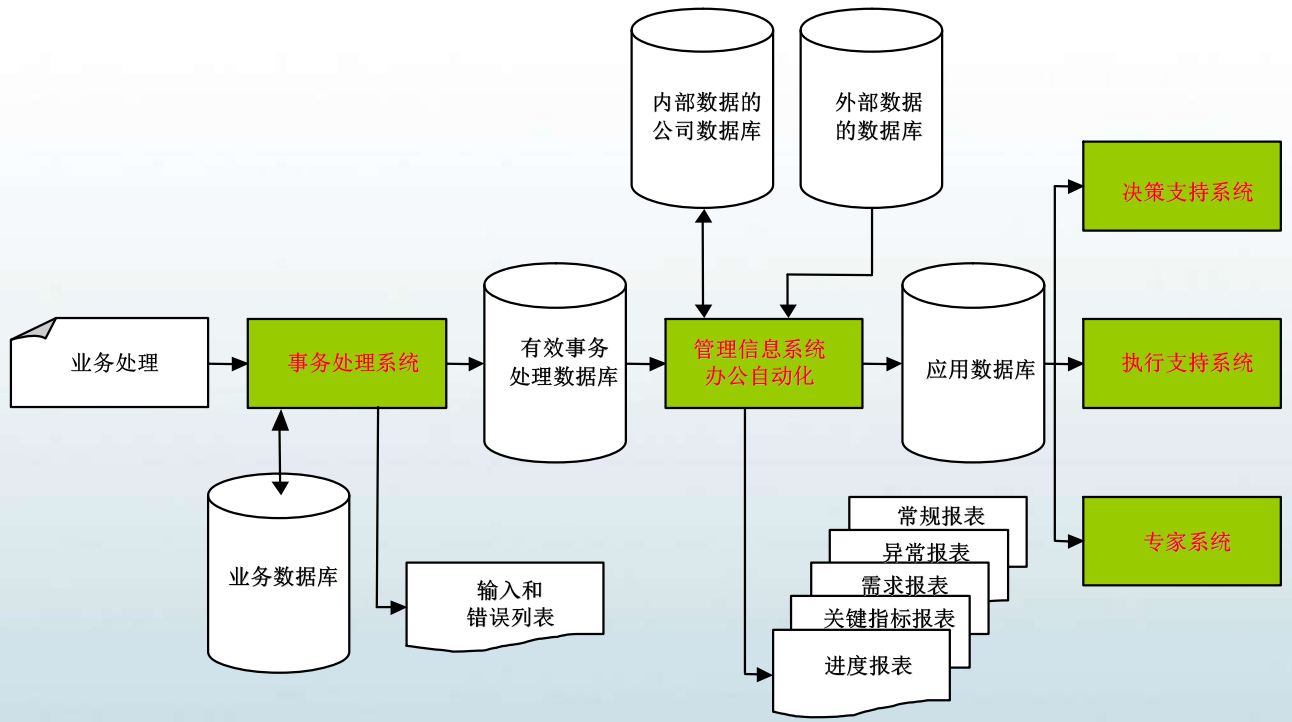 内部数据的
公司数据库
外部数据
的数据库
决策支持系统
业务处理
事务处理系统
有效事务
处理数据库
管理信息系统
办公自动化
应用数据库
执行支持系统
业务数据库
输入和
错误列表
常规报表
异常报表
需求报表
关键指标报表
进度报表
专家系统